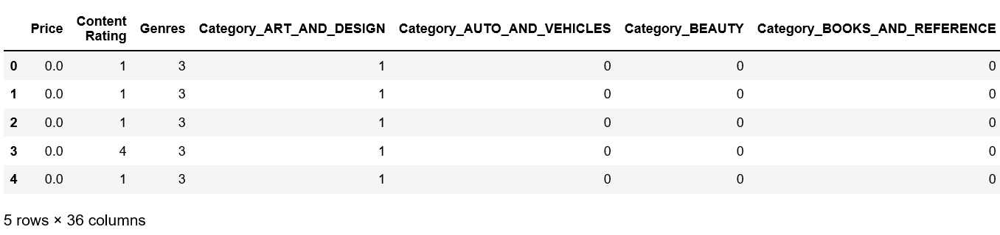 Price Content Rating Genres Category_ART_AND_DESIGN Category_AUTO_AND_VEHICLES Category_BEAUTY Category_BOOKS_AND_REFERENCE
0 0.0 1 3 1 0 0 0
1 0.0 1 3 1 0 0 0
2 0.0 1 3 1 0 0 0
3 0.0 4 3 1 0 0 0
4 0.0 1 3 1 0 0 0
5 rows × 36 columns